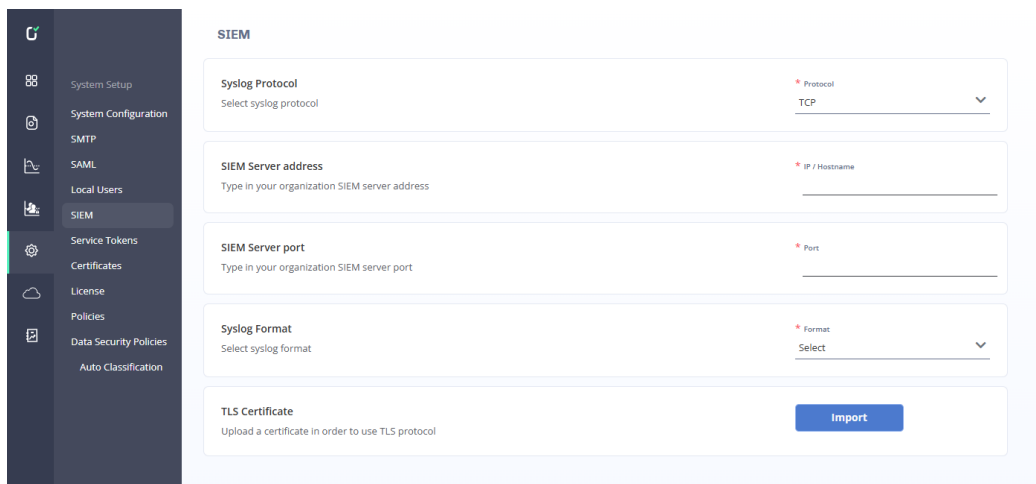 SIEM
System Setup
System Configuration
SMTP
SAML
Local Users
SIEM
Service Tokens
Certificates
License
Policies
Data Security Policies
Auto Classification
Syslog Protocol
Select syslog protocol
* Protocol
TCP
SIEM Server address
Type in your organization SIEM server address
* IP / Hostname
SIEM Server port
Type in your organization SIEM server port
* Port
Syslog Format
Select syslog format
* Format
Select
TLS Certificate
Upload a certificate in order to use TLS protocol
Import